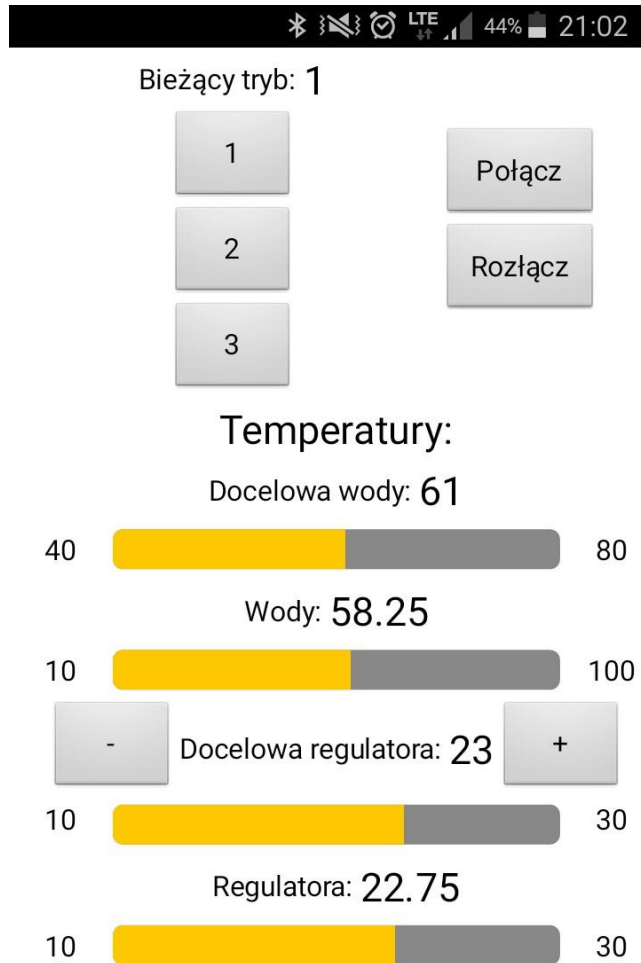 LTE 44% 21:02
Bieżący tryb: 1
1
Połącz
2
Rozłącz
3
Temperatury:
Docelowa wody: 61
40 80
Wody: 58.25
10 100
- Docelowa regulatora: 23 +
10 30
Regulatora: 22.75
10 30